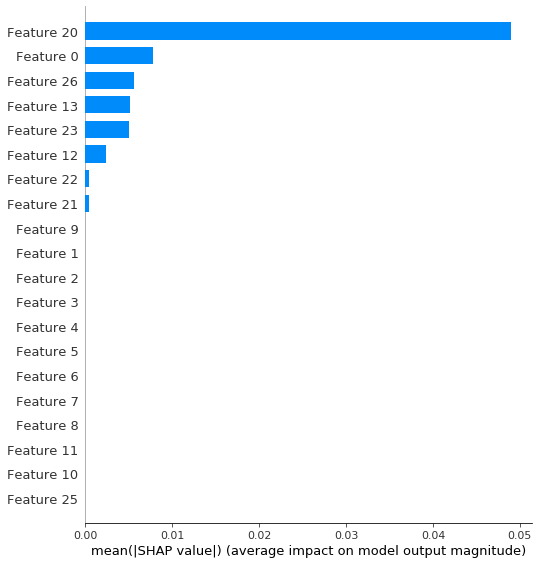 Feature 20
Feature 0
Feature 26
Feature 13
Feature 23
Feature 12
Feature 22
Feature 21
Feature 9
Feature 1
Feature 2
Feature 3
Feature 4
Feature 5
Feature 6
Feature 7
Feature 8
Feature 11
Feature 10
Feature 25
0.00 0.01 0.02 0.03 0.04 0.05
mean(|SHAP value|) (average impact on model output magnitude)